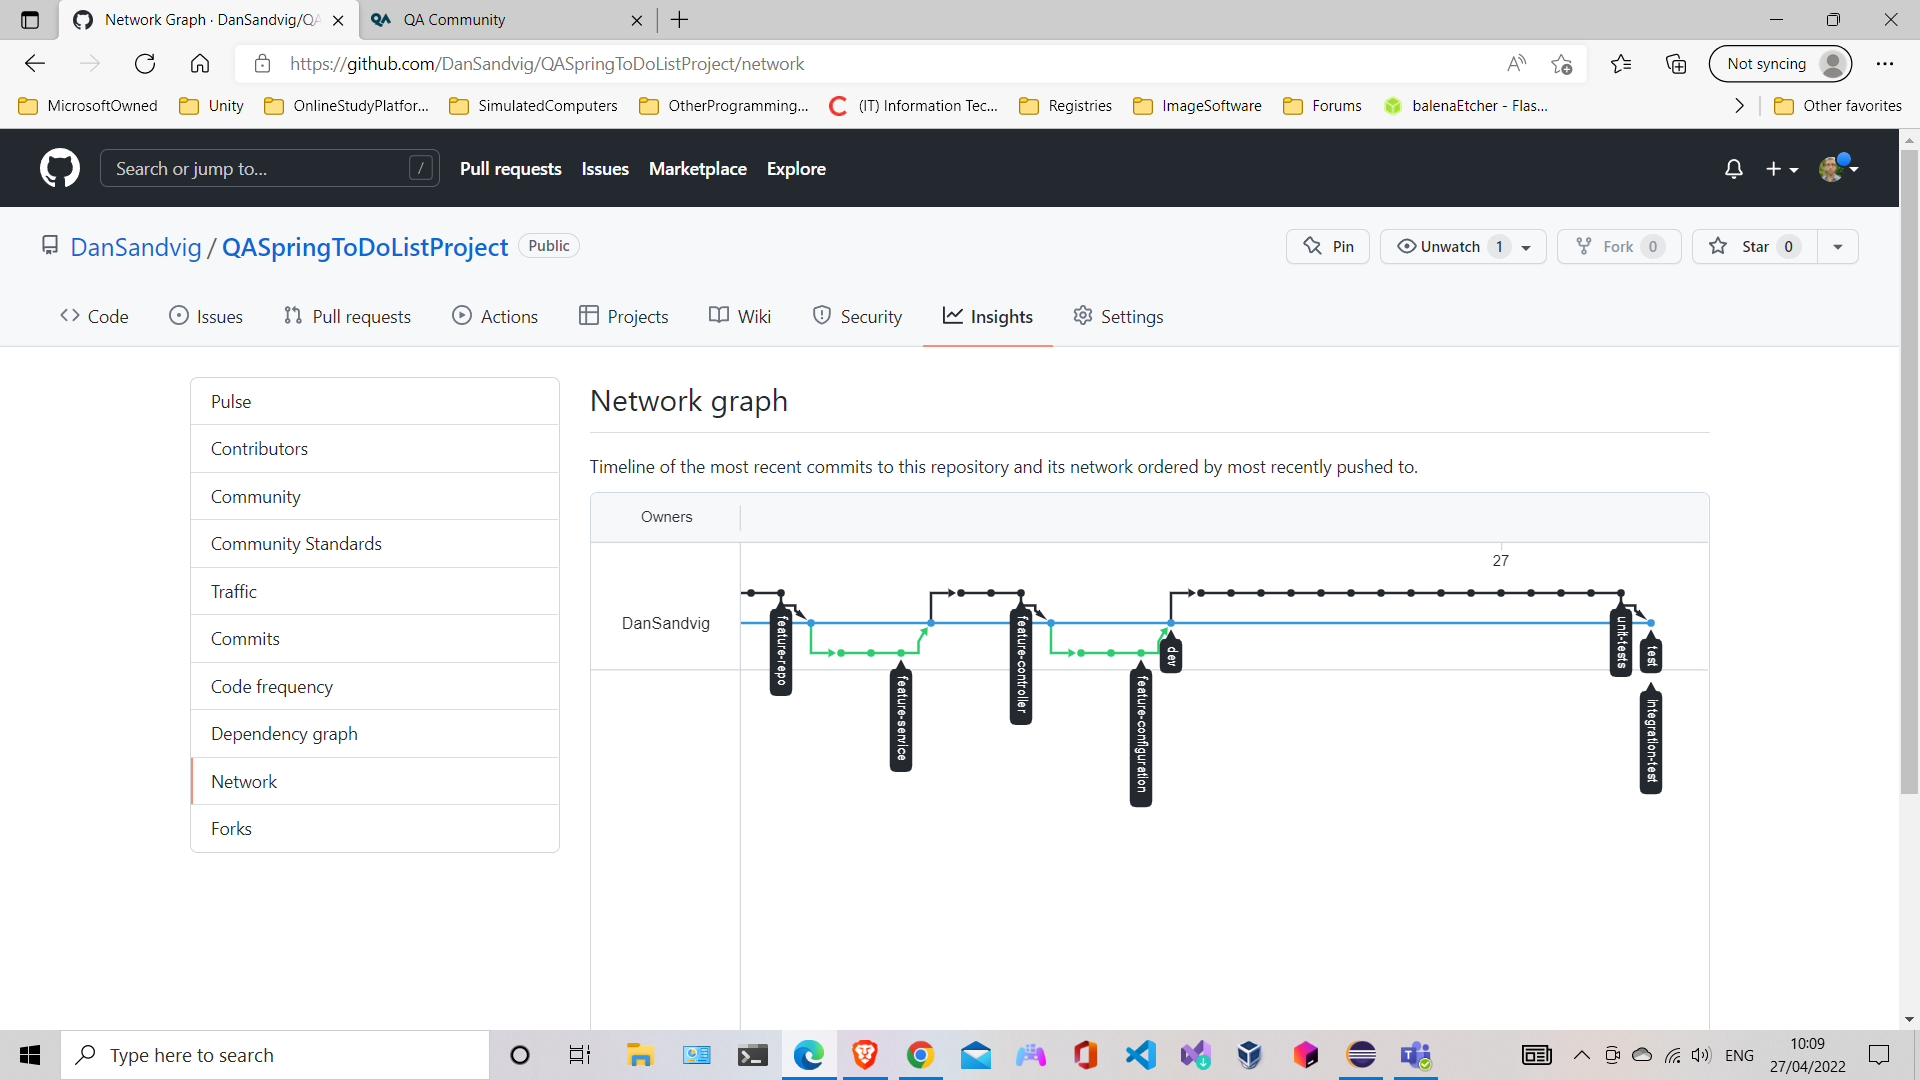 Network Graph · DanSandvig/QA
QA Community
https://github.com/DanSandvig/QASpringToDoListProject/network
Not syncing
MicrosoftOwned
Unity
OnlineStudyPlatfor...
SimulatedComputers
OtherProgramming...
(IT) Information Tec...
Registries
ImageSoftware
Forums
balenaEtcher - Flas...
Other favorites
Search or jump to...
/
Pull requests
Issues
Marketplace
Explore
DanSandvig / QASpringToDoListProject
Public
Pin
Unwatch 1
Fork 0
Star 0
Code
Issues
Pull requests
Actions
Projects
Wiki
Security
Insights
Settings
Pulse
Contributors
Community
Community Standards
Traffic
Commits
Code frequency
Dependency graph
Network
Forks
Network graph
Timeline of the most recent commits to this repository and its network ordered by most recently pushed to.
Owners
27
DanSandvig
feature-repo
feature-service
feature-controller
feature-configuration
dev
unit-tests
test
integration-test
Type here to search
ENG
10:09
27/04/2022